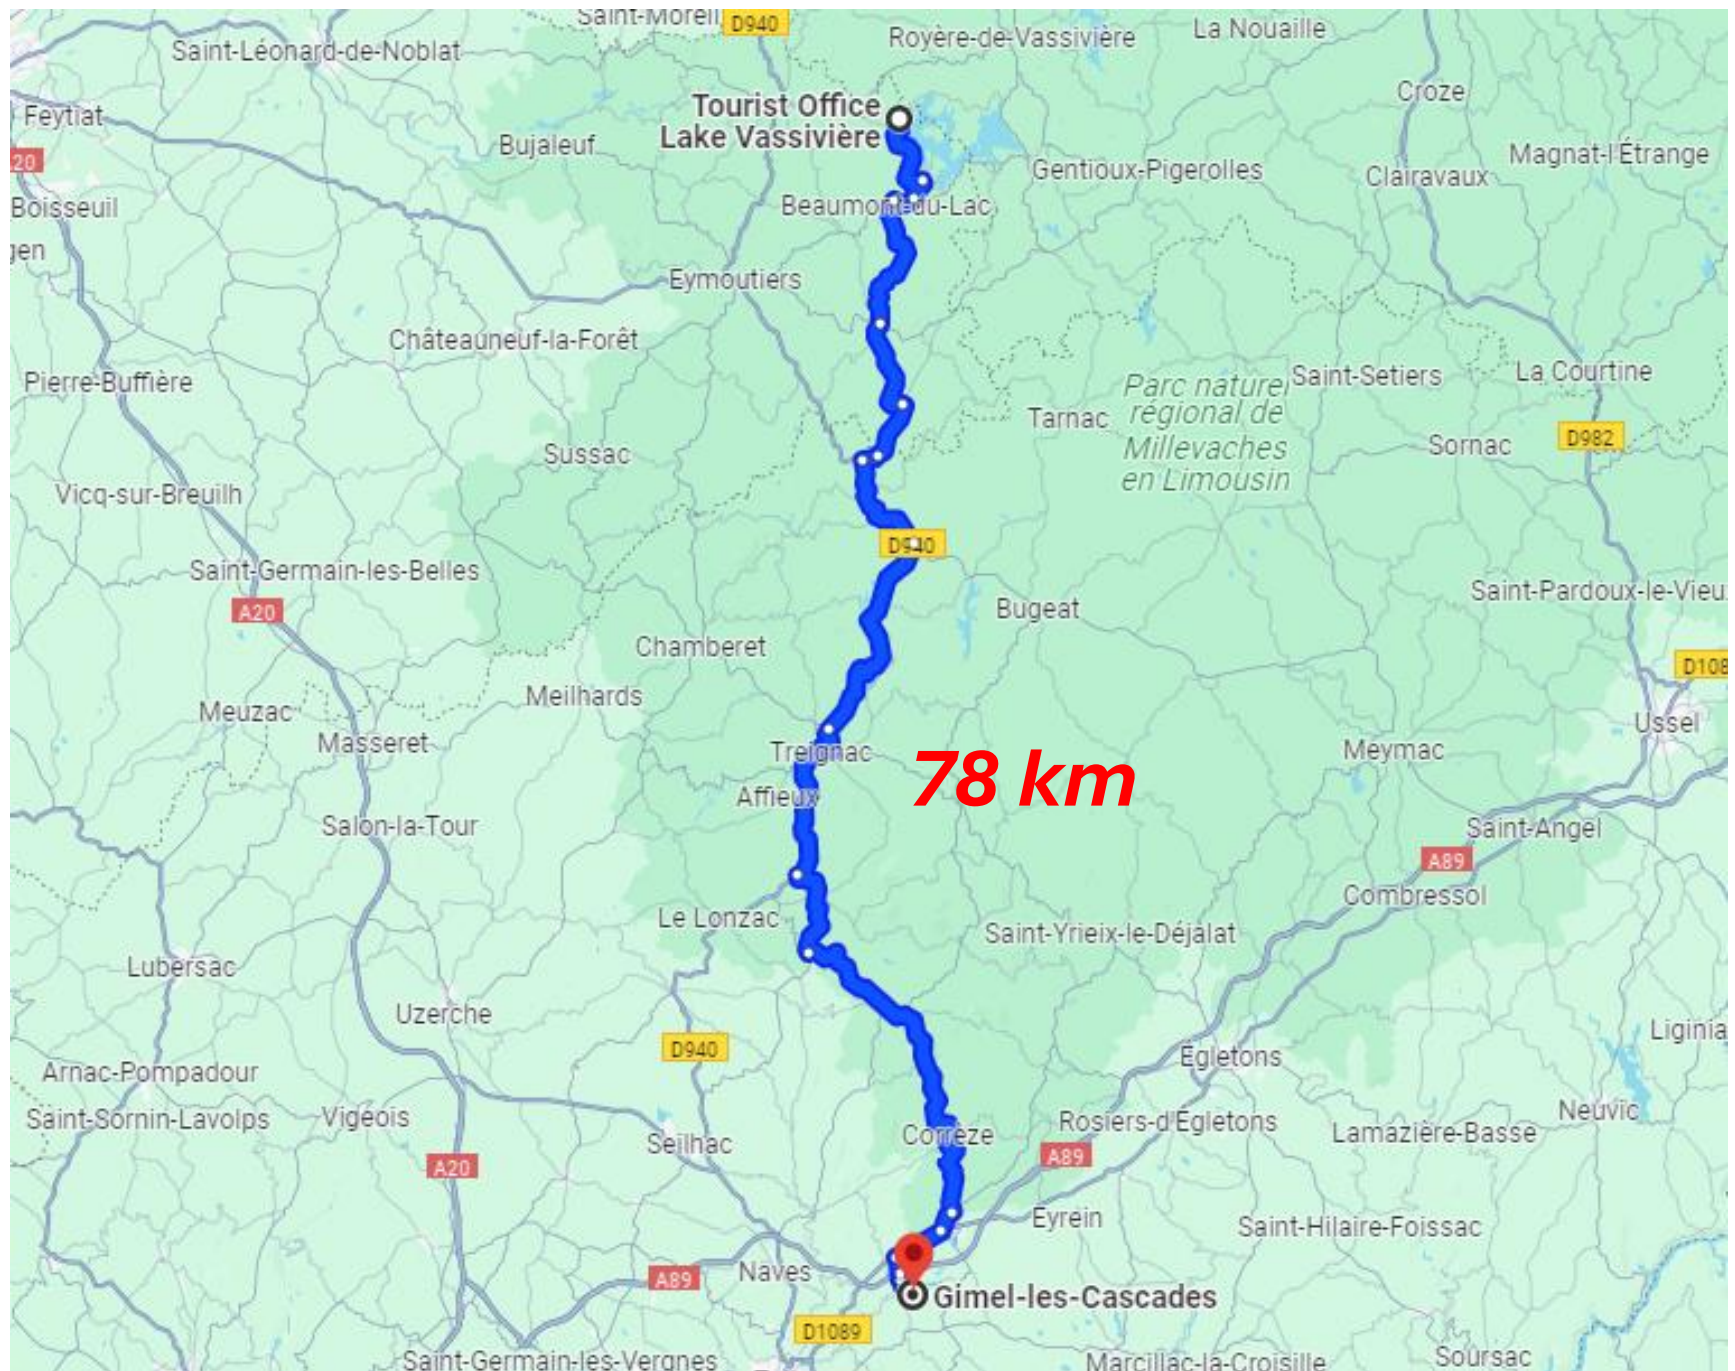 Saint-Moreil
D940
Royère-de-Vassivière
La Nouaille
Saint-Léonard-de-Noblat
Croze
Feytiat
Tourist Office
Lake Vassivière
Bujaleuf
20
Gentioux-Pigerolles
Magnat-l'Étrange
Clairavaux
Boisseuil
Beaumont-du-Lac
gen
Eymoutiers
Châteauneuf-la-Forêt
Pierre-Buffière
Parc naturel
régional de
Millevaches
en Limousin
Saint-Setiers
La Courtine
Tarnac
D982
Sornac
Sussac
Vicq-sur-Breuilh
D940
Saint-Germain-les-Belles
A20
Bugeat
Saint-Pardoux-le-Vieux
Chamberet
D108
Meilhards
Meuzac
Masseret
Ussel
Treignac
78 km
Meymac
Affieux
Salon-la-Tour
Saint-Angel
A89
Combressol
Le Lonzac
Saint-Yrieix-le-Déjalat
Lubersac
Uzerche
Liginia
D940
Égletons
Arnac-Pompadour
Saint-Sornin-Lavolps
Vigeois
Neuvic
Rosiers-d'Égletons
Lamazière-Basse
Corrèze
Seilhac
A20
A89
Eyrein
Saint-Hilaire-Foissac
Naves
A89
Gimel-les-Cascades
D1089
Saint-Germain-les-Vergnes
Marcillac-la-Croisille
Soursac